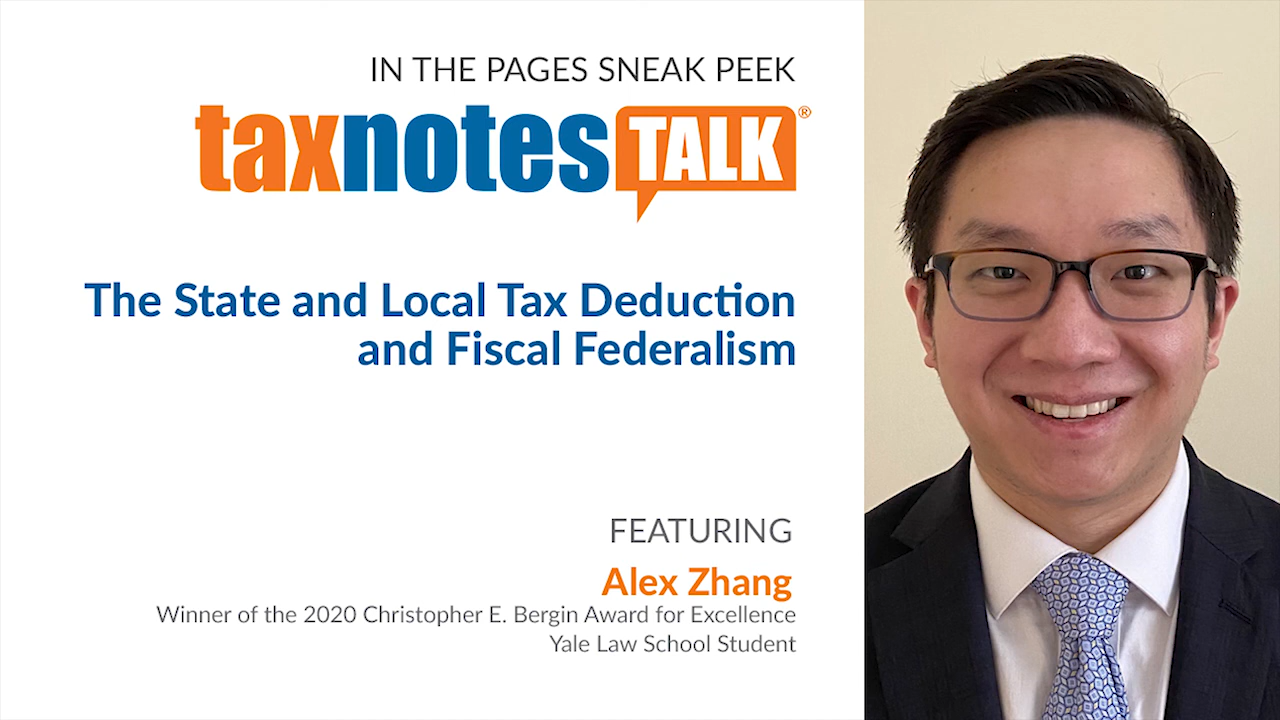 IN THE PAGES SNEAK PEEK
taxnotes TALK®
The State and Local Tax Deduction
and Fiscal Federalism
FEATURING
Alex Zhang
Winner of the 2020 Christopher E. Bergin Award for Excellence
Yale Law School Student